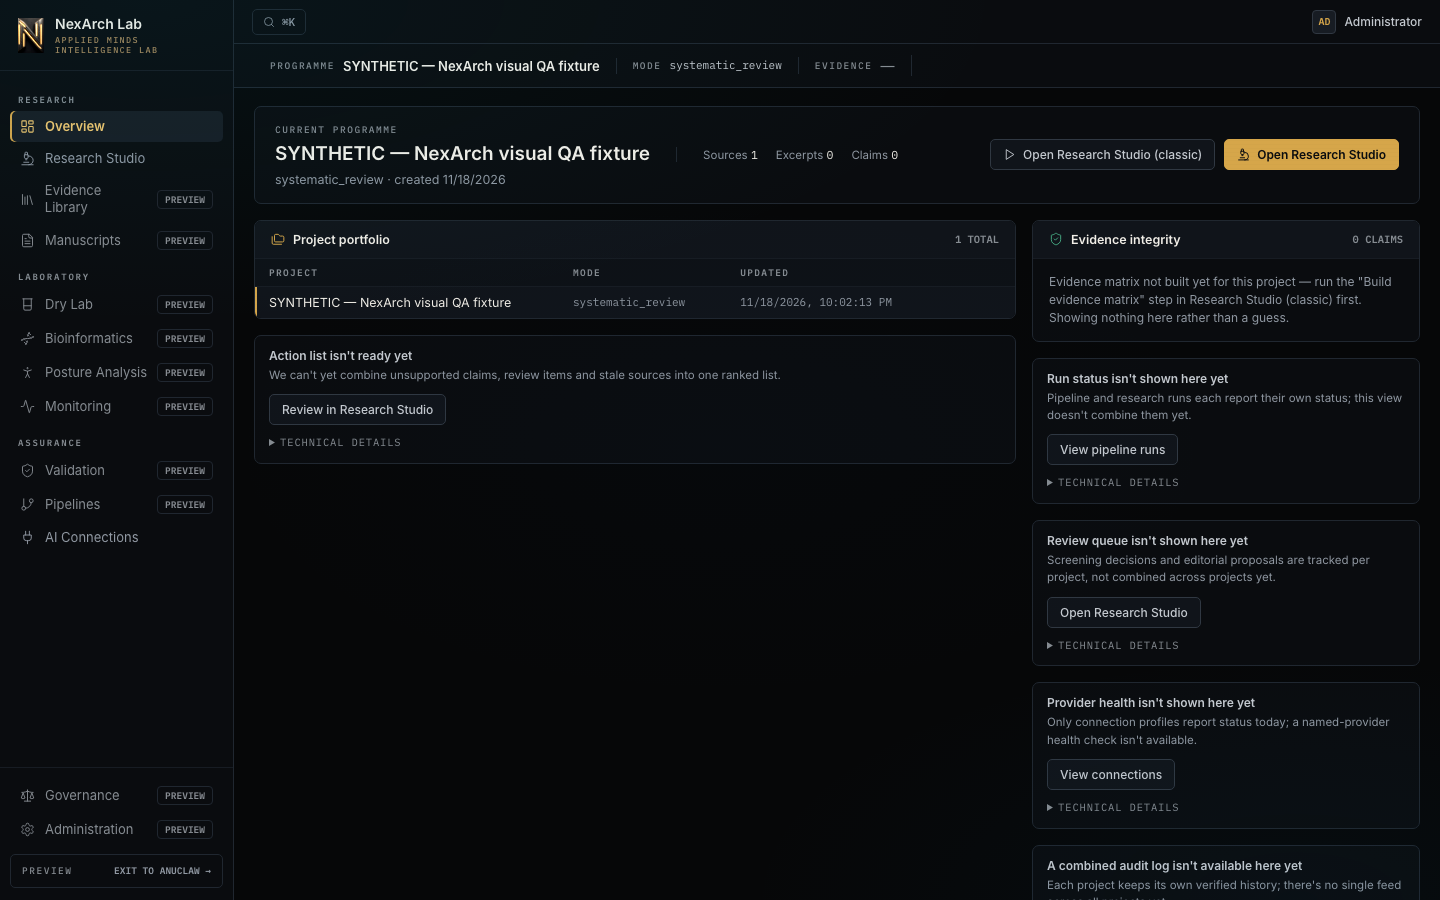 NexArch Lab
APPLIED MINDS
INTELLIGENCE LAB
RESEARCH
Overview
Research Studio
Evidence
Library
PREVIEW
Manuscripts PREVIEW
LABORATORY
Dry Lab PREVIEW
Bioinformatics PREVIEW
Posture Analysis PREVIEW
Monitoring PREVIEW
ASSURANCE
Validation PREVIEW
Pipelines PREVIEW
AI Connections
Governance PREVIEW
Administration PREVIEW
PREVIEW EXIT TO ANUCLAW →
⌘K
AD Administrator
PROGRAMME SYNTHETIC — NexArch visual QA fixture MODE systematic_review EVIDENCE —
CURRENT PROGRAMME
SYNTHETIC — NexArch visual QA fixture
Sources 1 Excerpts 0 Claims 0
systematic_review · created 11/18/2026
Open Research Studio (classic)
Open Research Studio
Project portfolio 1 TOTAL
PROJECT MODE UPDATED
SYNTHETIC — NexArch visual QA fixture systematic_review 11/18/2026, 10:02:13 PM
Action list isn't ready yet
We can't yet combine unsupported claims, review items and stale sources into one ranked list.
Review in Research Studio
▶ TECHNICAL DETAILS
Evidence integrity 0 CLAIMS
Evidence matrix not built yet for this project — run the "Build
evidence matrix" step in Research Studio (classic) first.
Showing nothing here rather than a guess.
Run status isn't shown here yet
Pipeline and research runs each report their own status; this view
doesn't combine them yet.
View pipeline runs
▶ TECHNICAL DETAILS
Review queue isn't shown here yet
Screening decisions and editorial proposals are tracked per
project, not combined across projects yet.
Open Research Studio
▶ TECHNICAL DETAILS
Provider health isn't shown here yet
Only connection profiles report status today; a named-provider
health check isn't available.
View connections
▶ TECHNICAL DETAILS
A combined audit log isn't available here yet
Each project keeps its own verified history; there's no single feed